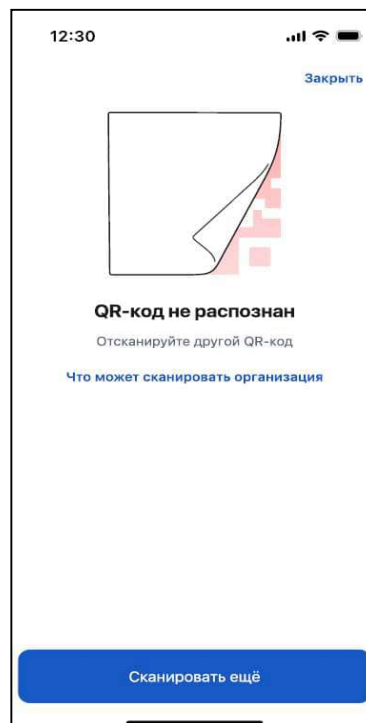 12:30
Закрыть
QR-код не распознан
Отсканируйте другой QR-код
Что может сканировать организация
Сканировать ещё